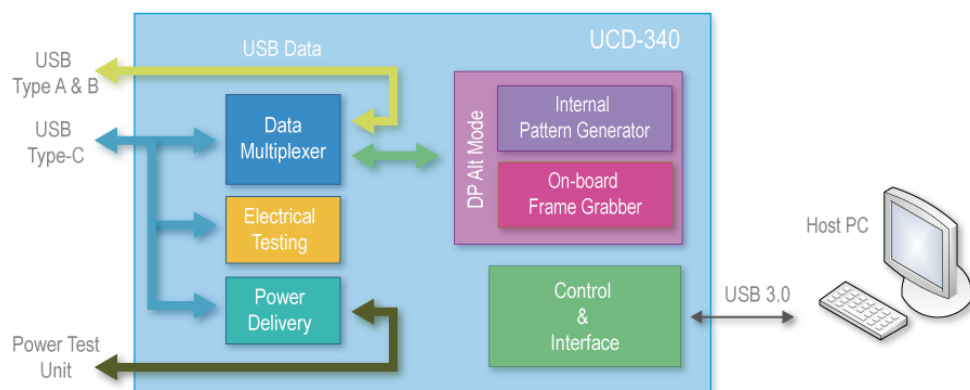 UCD-340
USB Data
USB
Type A & B
USB
Type-C
Data
Multiplexer
Electrical
Testing
Power
Delivery
Power Test
Unit
DP Alt Mode
Internal
Pattern Generator
On-board
Frame Grabber
Control
&
Interface
USB 3.0
Host PC